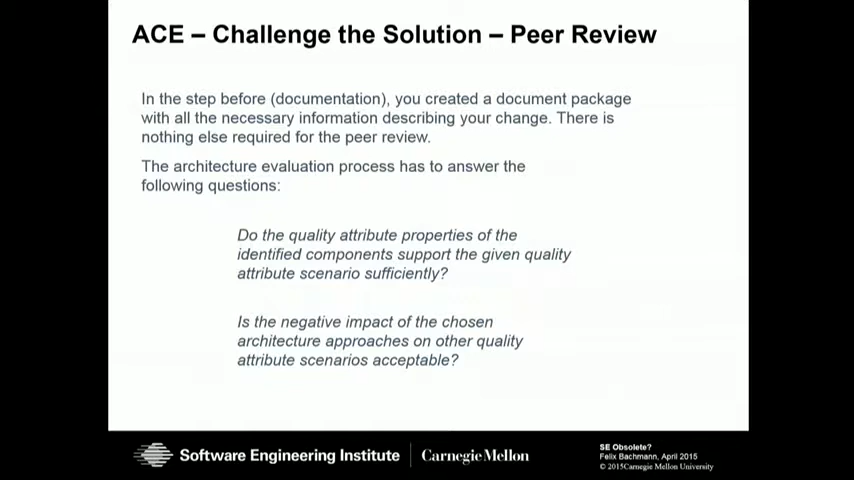 ACE – Challenge the Solution – Peer Review
In the step before (documentation), you created a document package
with all the necessary information describing your change. There is
nothing else required for the peer review.
The architecture evaluation process has to answer the
following questions:
Do the quality attribute properties of the
identified components support the given quality
attribute scenario sufficiently?
Is the negative impact of the chosen
architecture approaches on other quality
attribute scenarios acceptable?
Software Engineering Institute | Carnegie Mellon
SE Obsolete?
Felix Bachmann, April 2015
© 2015Carnegie Mellon University